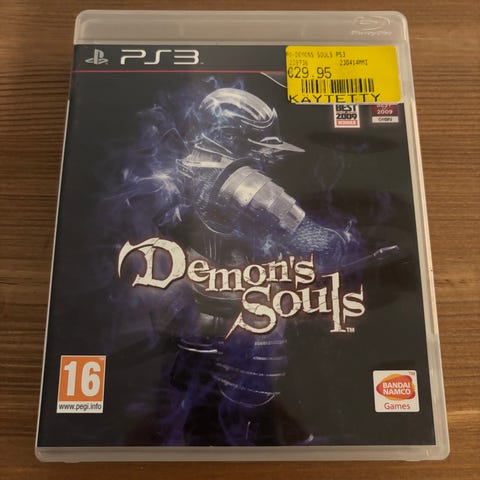 PS3
Blu-ray Disc
DEMONS SOULS PS3
230414MMI
€29.95
KÄYTETTY
BEST
2009
2009
Demon's
Souls
TM
16
www.pegi.info
BANDAI
NAMCO
Games